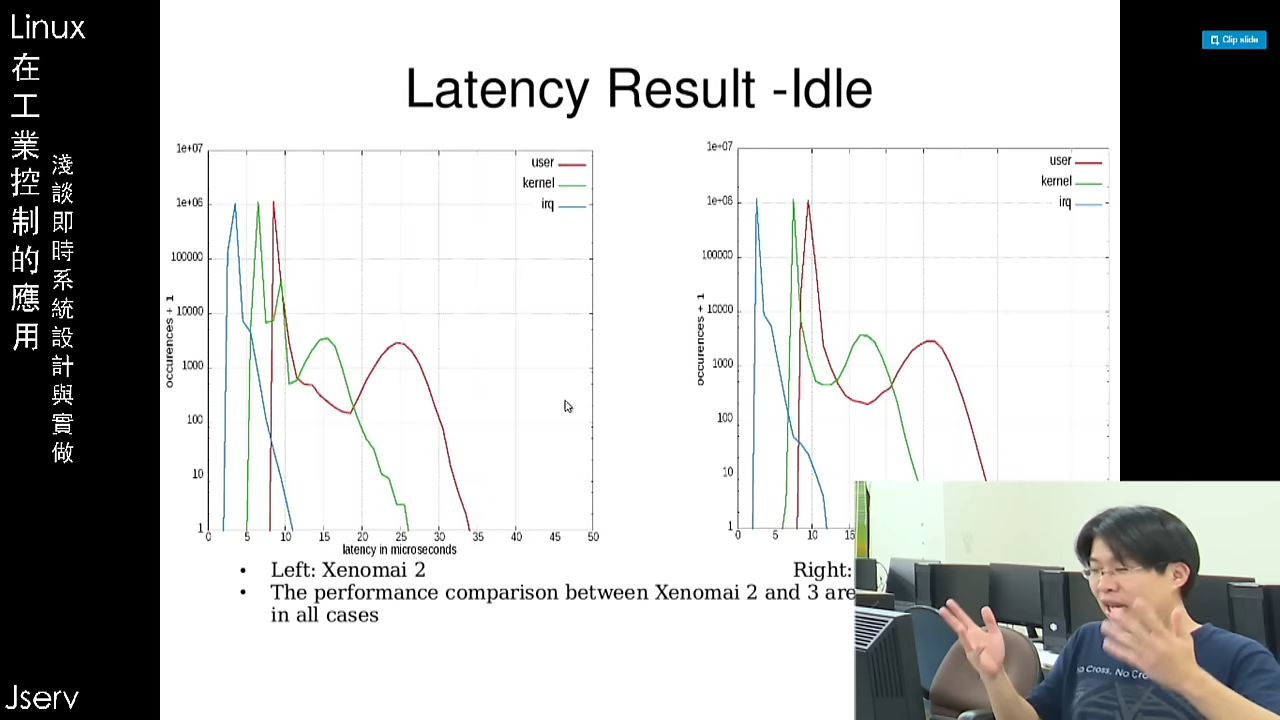 Linux
在工業控制的應用
淺談即時系統設計與實做
Jserv
Clip slide
Latency Result -Idle
1e+07
1e+06
100000
10000
1000
100
10
1
occurences + 1
user
kernel
irq
0 5 10 15 20 25 30 35 40 45 50
latency in microseconds
1e+07
1e+06
100000
10000
1000
100
10
1
occurences + 1
user
kernel
irq
0 5 10 15
• Left: Xenomai 2
Right:
• The performance comparison between Xenomai 2 and 3 are
in all cases
No Cross, No Cro